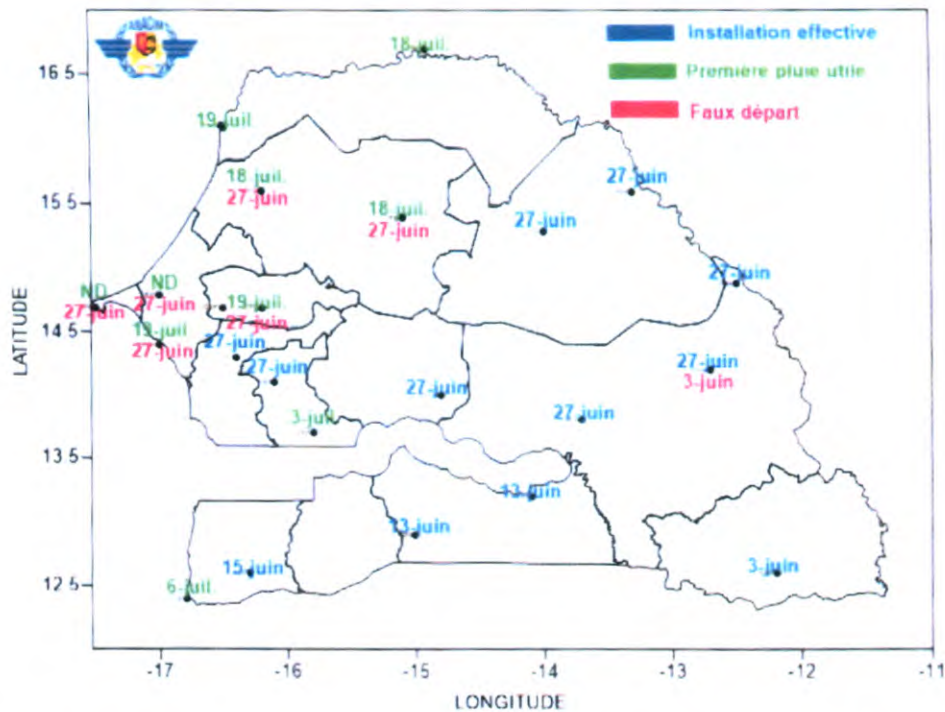 ANACIM
Installation effective
Première pluie utile
Faux départ
18-juil.
19-juil
18 juil.
27-juin
18 juil.
27-juin
27-juin
27-juin
27-juin
ND
27-juin
ND
27-juin
19-juil
27-juin
19-juil
27-juin
27-juin
27-juin
27-juin
27-juin
3-juin
27 juin
3-juil
13-juin
13-juin
15-juin
6-juil.
3-juin
16 5
15.5
14.5
13.5
12.5
LATITUDE
-17
-16
-15
-14
-13
-12
-11
LONGITUDE